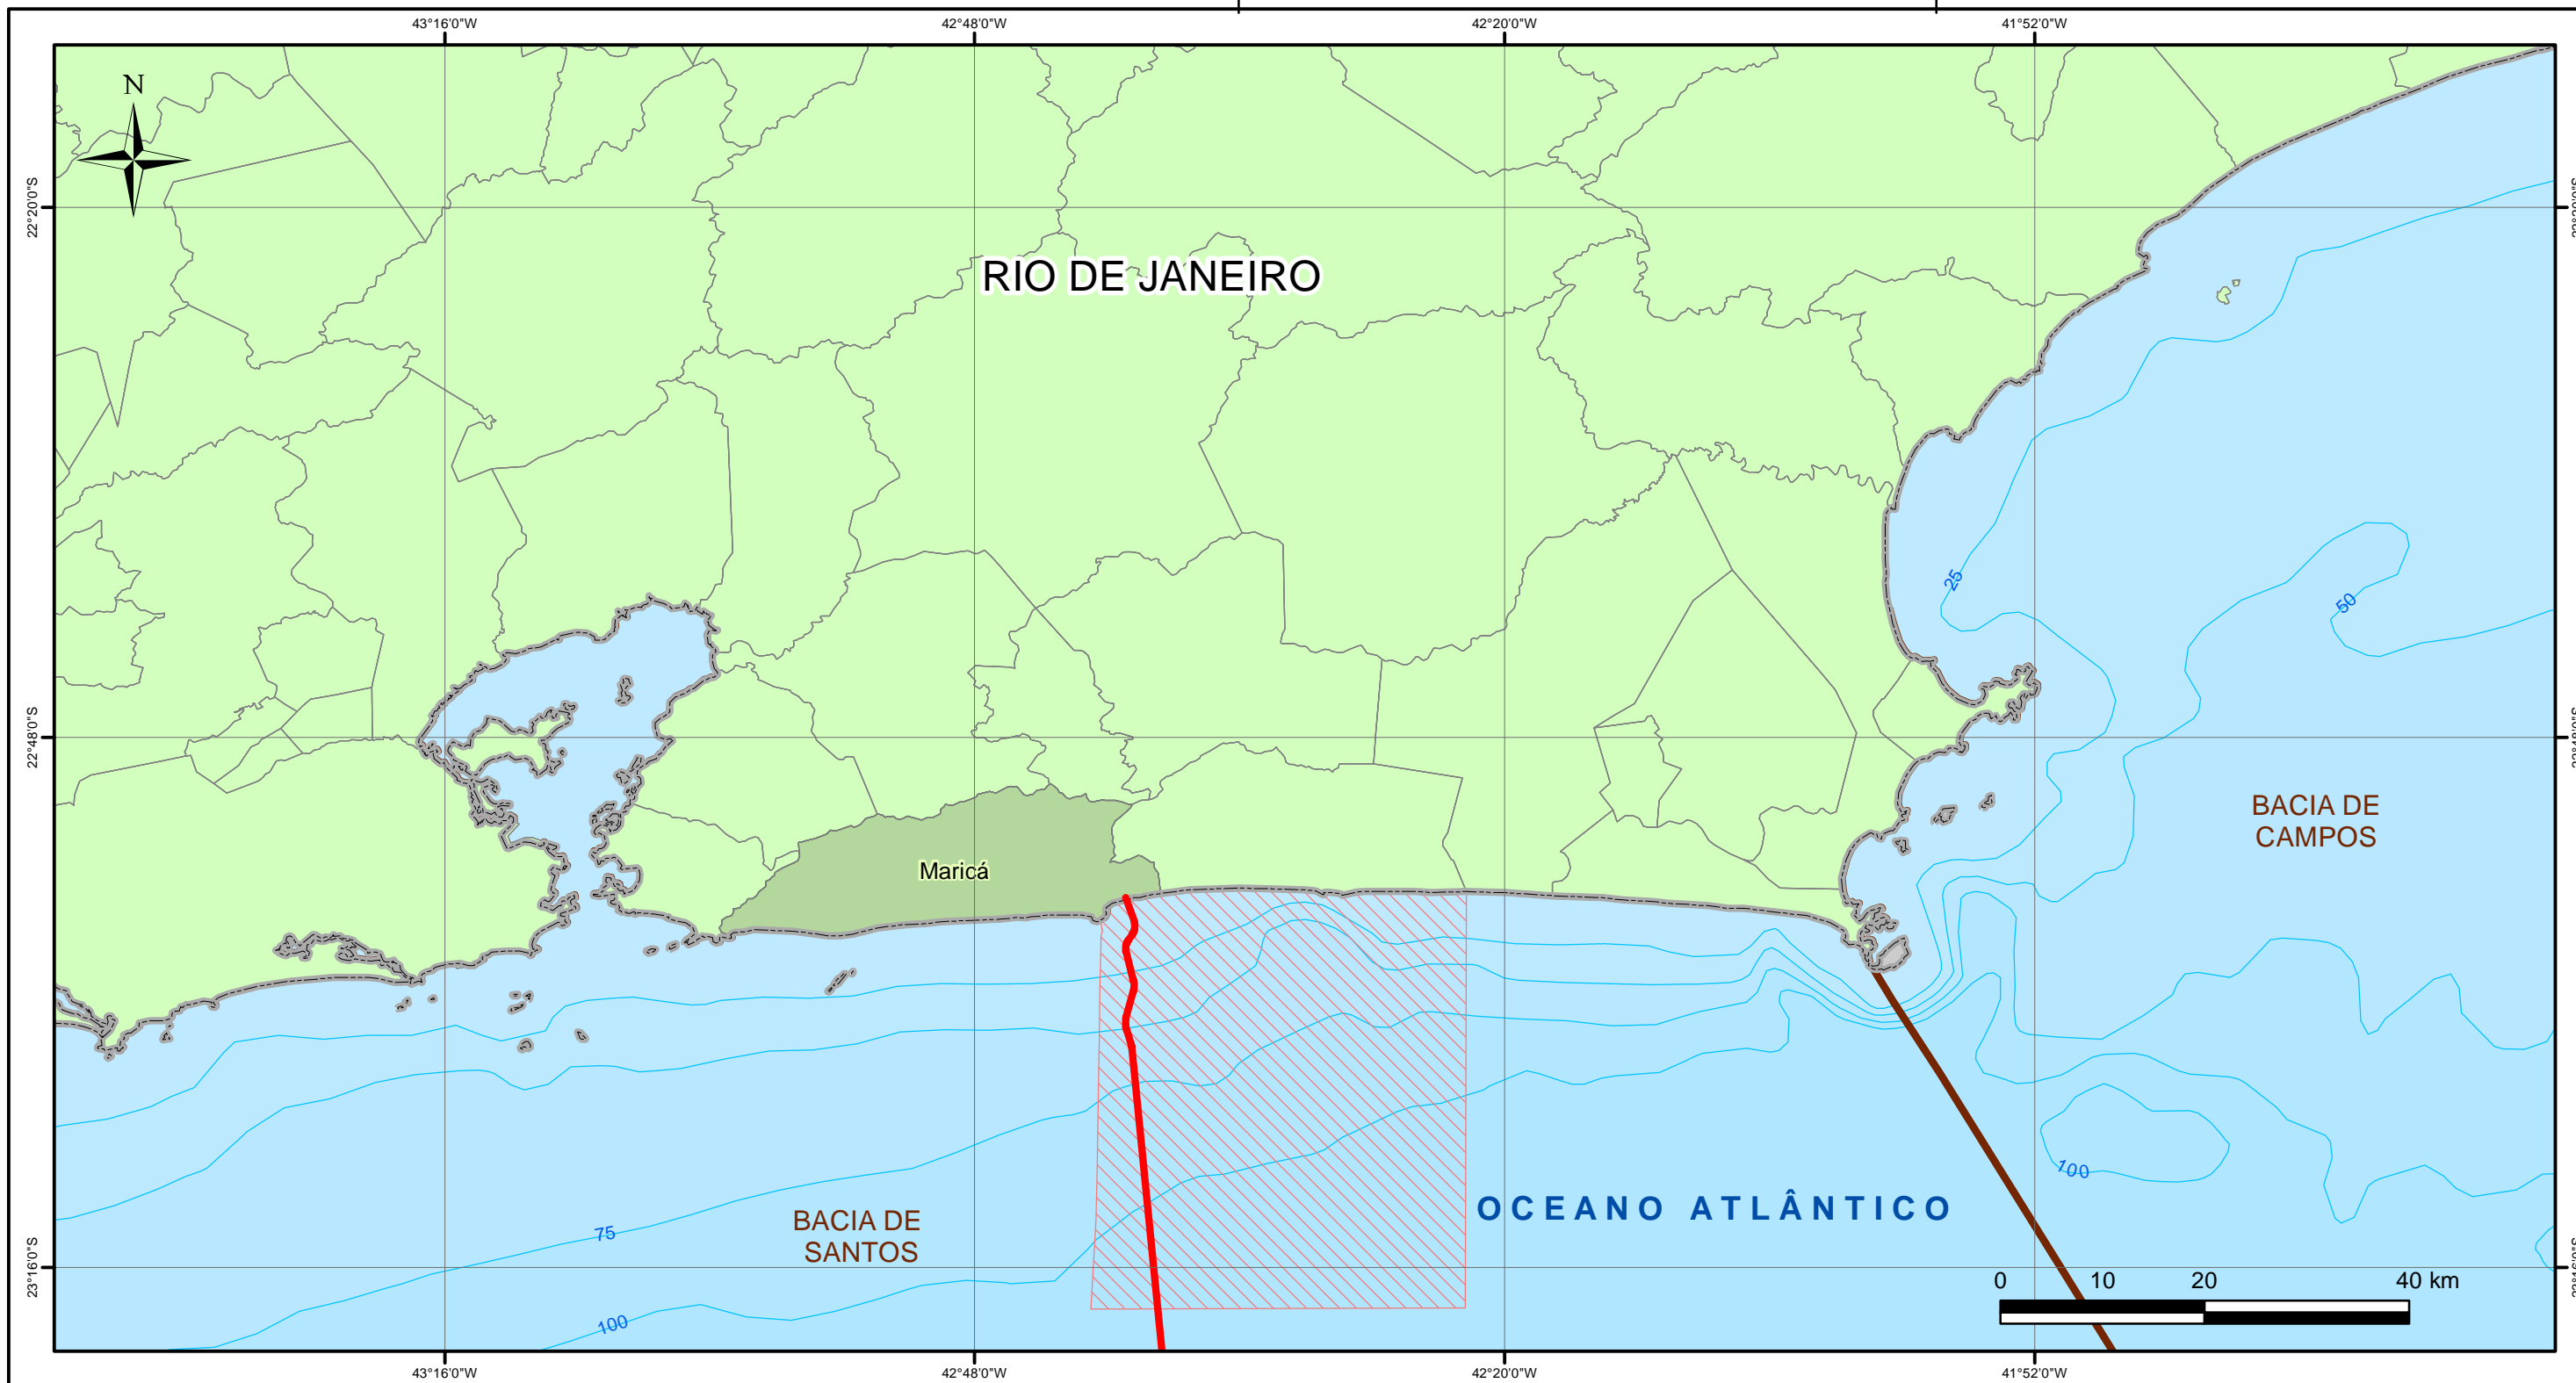 43°16'0"W
42°48'0"W
42°20'0"W
41°52'0"W
N
22°20'0"S
RIO DE JANEIRO
25
50
22°48'0"S
BACIA DE
CAMPOS
Maricá
100
OCEANO ATLÂNTICO
BACIA DE
SANTOS
75
100
23°16'0"S
0 10 20 40 km
43°16'0"W
42°48'0"W
42°20'0"W
41°52'0"W